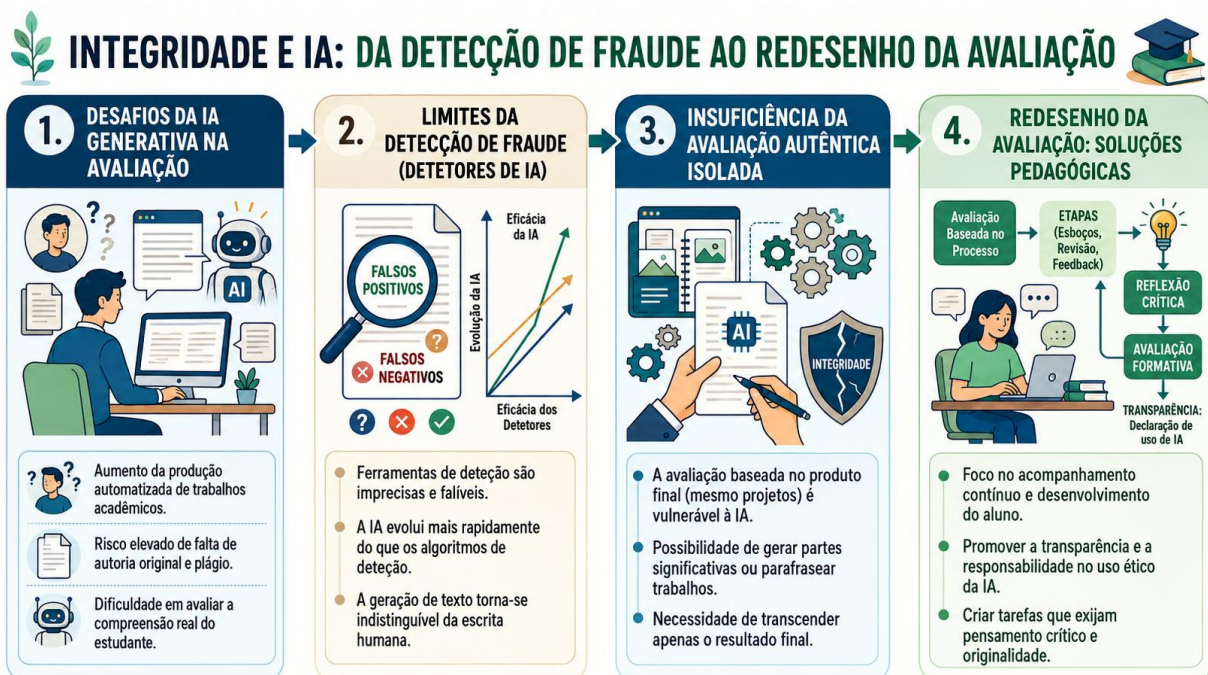 INTEGRIDADE E IA: DA DETECÇÃO DE FRAUDE AO REDESENHO DA AVALIAÇÃO
1.
DESAFIOS DA IA
GENERATIVA NA
AVALIAÇÃO
? ? ?
AI
? ? ?
Aumento da produção
automatizada de trabalhos
acadêmicos.
Risco elevado de falta de
autoria original e plágio.
Dificuldade em avaliar a
compreensão real do
estudante.
2.
LIMITES DA
DETECÇÃO DE FRAUDE
(DETETORES DE IA)
FALSOS
POSITIVOS
?
FALSOS
NEGATIVOS
?
Evolução da IA
Eficácia
da IA
Eficácia dos
Detetores
Ferramentas de deteção são
imprecisas e falíveis.
A IA evolui mais rapidamente
do que os algoritmos de
deteção.
A geração de texto torna-se
indistinguível da escrita
humana.
3.
INSUFICIÊNCIA DA
AVALIAÇÃO AUTÊNTICA
ISOLADA
AI
INTEGRIDADE
A avaliação baseada no produto
final (mesmo projetos) é
vulnerável à IA.
Possibilidade de gerar partes
significativas ou parafrasear
trabalhos.
Necessidade de transcender
apenas o resultado final.
4.
REDESENHO DA
AVALIAÇÃO: SOLUÇÕES
PEDAGÓGICAS
Avaliação
Baseada no
Processo
ETAPAS
(Esboços,
Revisão,
Feedback)
REFLEXÃO
CRÍTICA
AVALIAÇÃO
FORMATIVA
TRANSPARÊNCIA:
Declaração de
uso de IA
Foco no acompanhamento
contínuo e desenvolvimento
do aluno.
Promover a transparência e a
responsabilidade no uso ético
da IA.
Criar tarefas que exijam
pensamento crítico e
originalidade.